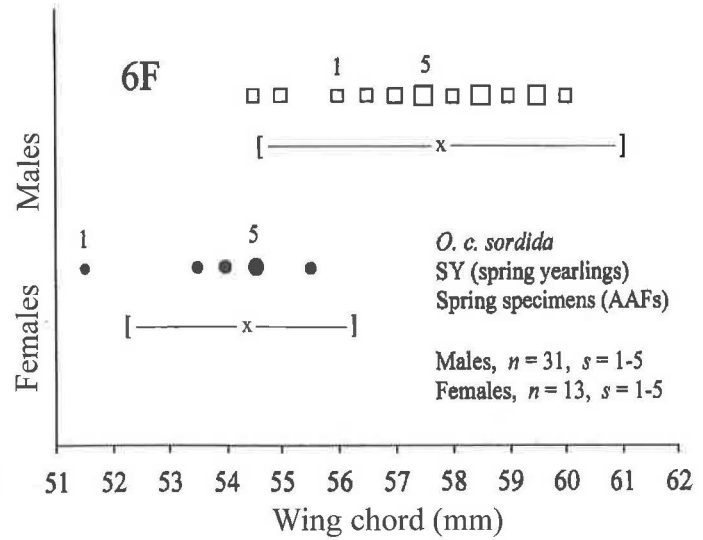 6F
1 5
[ x ]
Males
1 5
[ x ]
Females
O. c. sordida
SY (spring yearlings)
Spring specimens (AAFs)
Males, n = 31, s = 1-5
Females, n = 13, s = 1-5
51 52 53 54 55 56 57 58 59 60 61 62
Wing chord (mm)